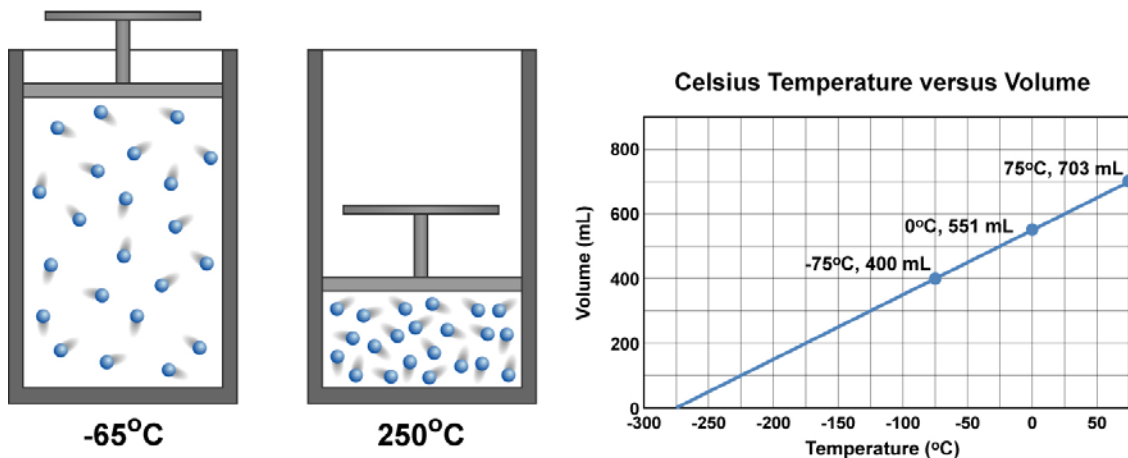 -65°C
250°C
Celsius Temperature versus Volume
Volume (mL)
800
600
400
200
0
75°C, 703 mL
0°C, 551 mL
-75°C, 400 mL
-300 -250 -200 -150 -100 -50 0 50
Temperature (°C)